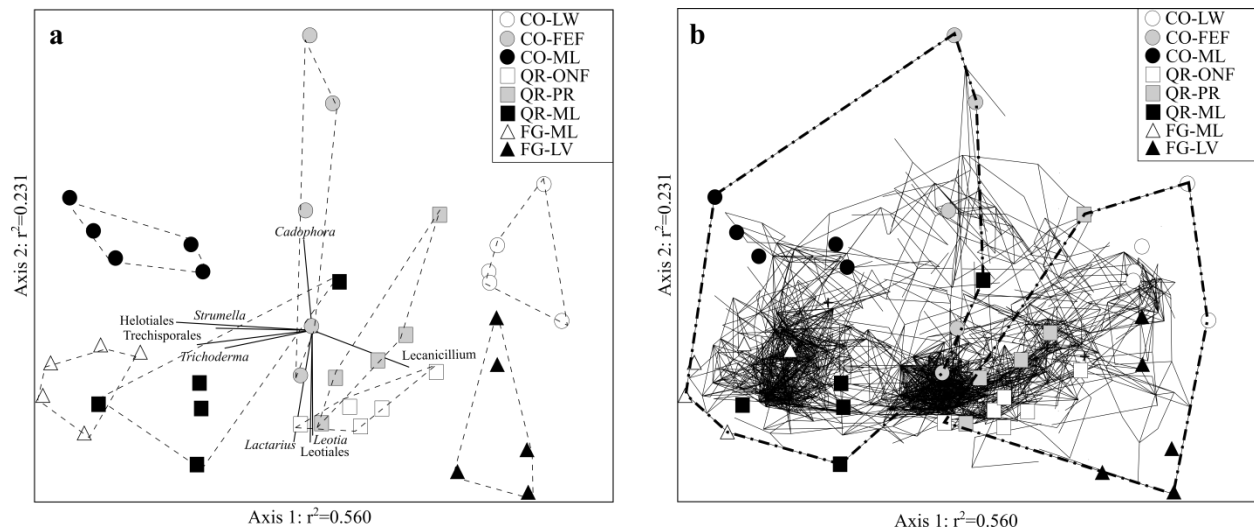 a
CO-LW
CO-FEF
CO-ML
QR-ONF
QR-PR
QR-ML
FG-ML
FG-LV
Cadophora
Strumella
Helotiales
Trechisporales
Trichoderma
Lecanicillium
Lactarius
Leotia
Leotiales
Axis 2: r²=0.231
Axis 1: r²=0.560
b
CO-LW
CO-FEF
CO-ML
QR-ONF
QR-PR
QR-ML
FG-ML
FG-LV
Axis 2: r²=0.231
Axis 1: r²=0.560